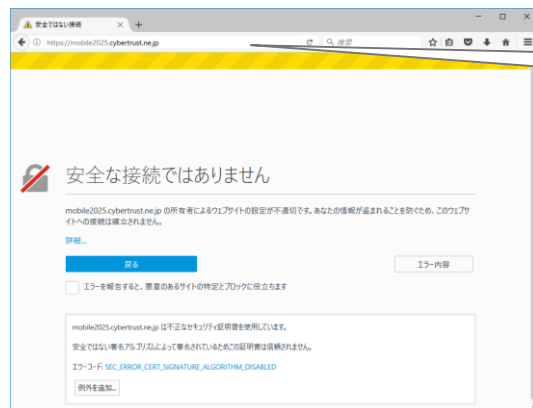 安全ではない接続
https://mobile2025.cybertrust.ne.jp
検索
安全な接続ではありません
mobile2025.cybertrust.ne.jp の所有者によるウェブサイトの設定が不適切です。あなたの情報が盗まれることを防ぐため、このウェブサ
イトへの接続は確立されません。
詳細...
戻る
エラー内容
エラーを報告すると、悪意のあるサイトの特定とブロックに役立ちます
mobile2025.cybertrust.ne.jp は不正なセキュリティ証明書を使用しています。
安全ではない署名アルゴリズムによって署名されているためこの証明書は信頼されません。
エラーコード: SEC_ERROR_CERT_SIGNATURE_ALGORITHM_DISABLED
例外を追加...